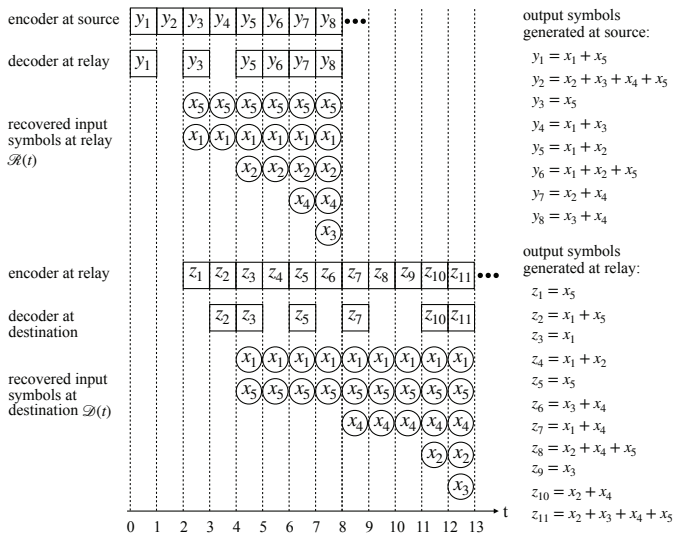 encoder at source y1 y2 y3 y4 y5 y6 y7 y8 •••
decoder at relay y1 y3 y5 y6 y7 y8
x5 x5 x5 x5 x5 x5
recovered input
symbols at relay
ℛ(t)
x1 x1 x1 x1 x1 x1
x2 x2 x2 x2
x4 x4
x3
encoder at relay z1 z2 z3 z4 z5 z6 z7 z8 z9 z10 z11 •••
decoder at
destination
z2 z3 z5 z7 z10 z11
x1 x1 x1 x1 x1 x1 x1 x1 x1
recovered input
symbols at
destination 𝒟(t)
x5 x5 x5 x5 x5 x5 x5 x5 x5
x4 x4 x4 x4 x4
x2 x2
x3
0 1 2 3 4 5 6 7 8 9 10 11 12 13 t
output symbols
generated at source:
y1 = x1 + x5
y2 = x2 + x3 + x4 + x5
y3 = x5
y4 = x1 + x3
y5 = x1 + x2
y6 = x1 + x2 + x5
y7 = x2 + x4
y8 = x3 + x4
output symbols
generated at relay:
z1 = x5
z2 = x1 + x5
z3 = x1
z4 = x1 + x2
z5 = x5
z6 = x3 + x4
z7 = x1 + x4
z8 = x2 + x4 + x5
z9 = x3
z10 = x2 + x4
z11 = x2 + x3 + x4 + x5